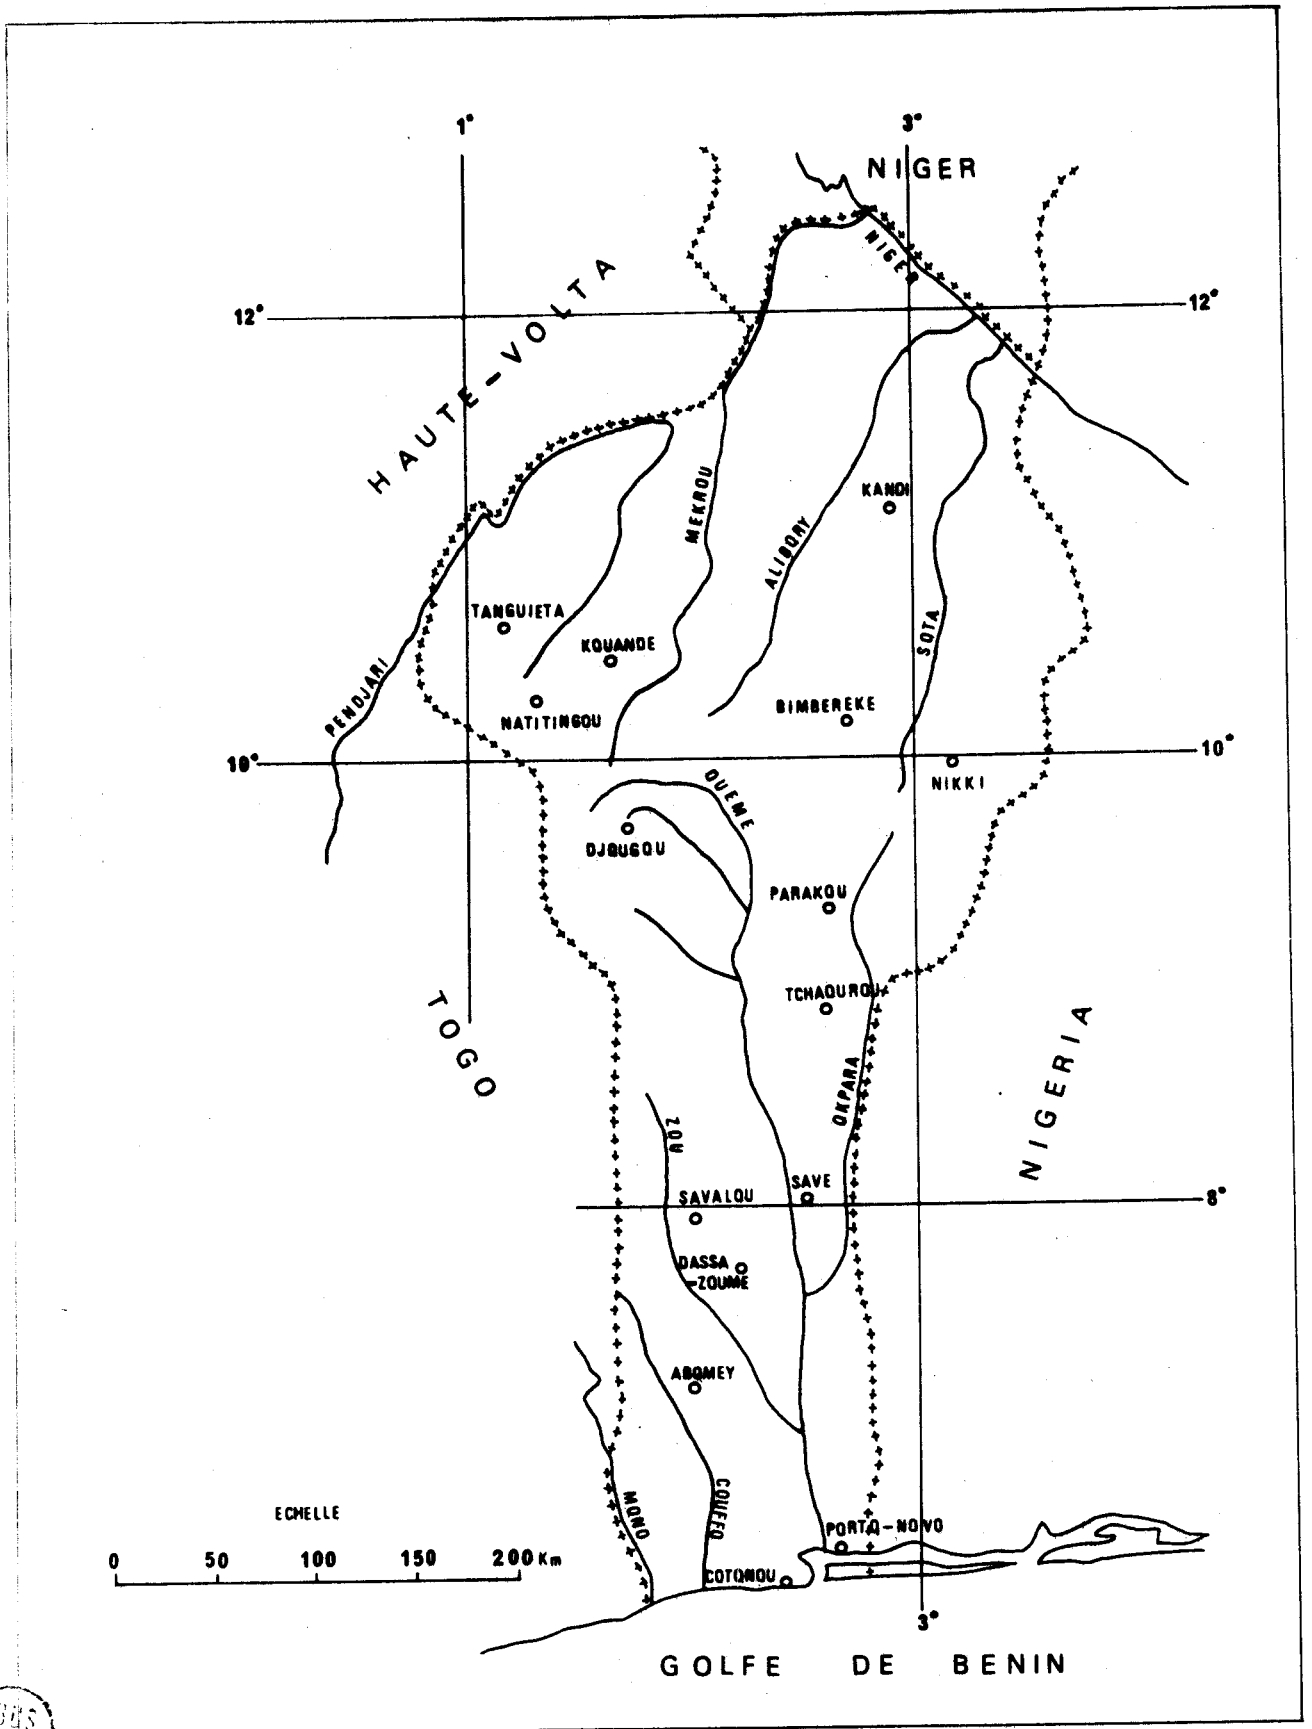 1°
3°
NIGER
NIGER
HAUTE-VOLTA
12°
12°
KANDI
MEKROU
ALIBORY
TANGUIETA
KOUANDE
SOTA
PENDJARI
NATITINGOU
BIMBEREKE
10°
10°
NIKKI
OUEME
DJOUGOU
PARAKOU
TCHAOUROU
TOGO
NIGERIA
OKPARA
ZOU
SAVE
SAVALOU
8°
DASSA
-ZOUME
ABOMEY
ECHELLE
MONO
COUFFO
PORTO-NOVO
0 50 100 150 200 Km
COTONOU
3°
GOLFE DE BENIN